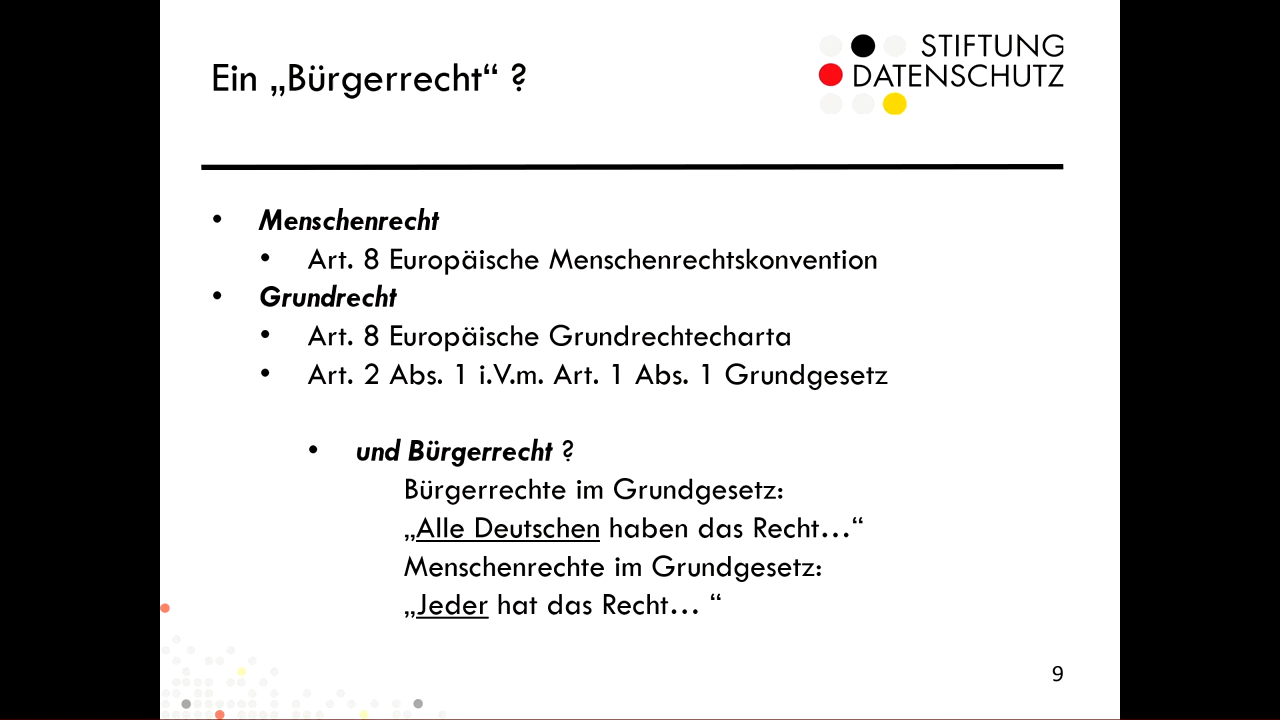 Ein „Bürgerrecht“ ?
STIFTUNG
DATENSCHUTZ
• Menschenrecht
• Art. 8 Europäische Menschenrechtskonvention
• Grundrecht
• Art. 8 Europäische Grundrechtecharta
• Art. 2 Abs. 1 i.V.m. Art. 1 Abs. 1 Grundgesetz
• und Bürgerrecht ?
Bürgerrechte im Grundgesetz:
„Alle Deutschen haben das Recht…“
Menschenrechte im Grundgesetz:
„Jeder hat das Recht… “
9